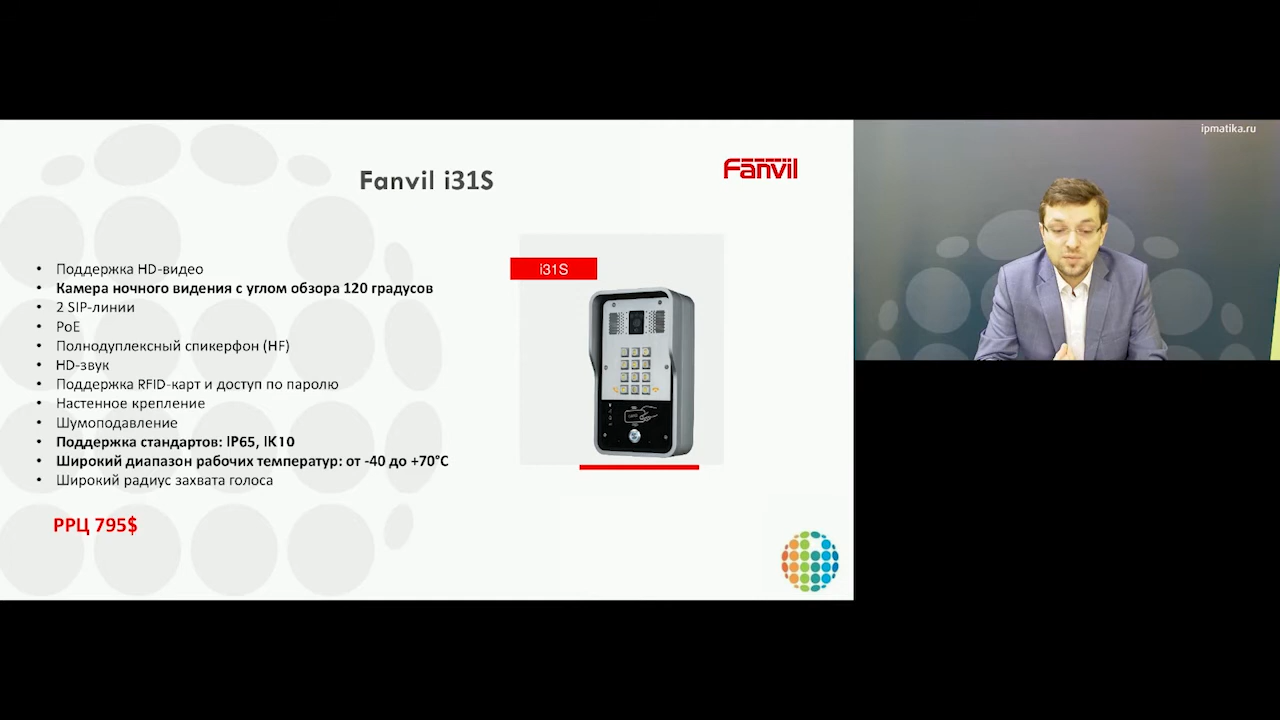 ipmatika.ru
Fanvil i31S
Fanvil
i31S
• Поддержка HD-видео
• Камера ночного видения с углом обзора 120 градусов
• 2 SIP-линии
• PoE
• Полнодуплексный спикерфон (HF)
• HD-звук
• Поддержка RFID-карт и доступ по паролю
• Настенное крепление
• Шумоподавление
• Поддержка стандартов: IP65, IK10
• Широкий диапазон рабочих температур: от -40 до +70°C
• Широкий радиус захвата голоса
РРЦ 795$